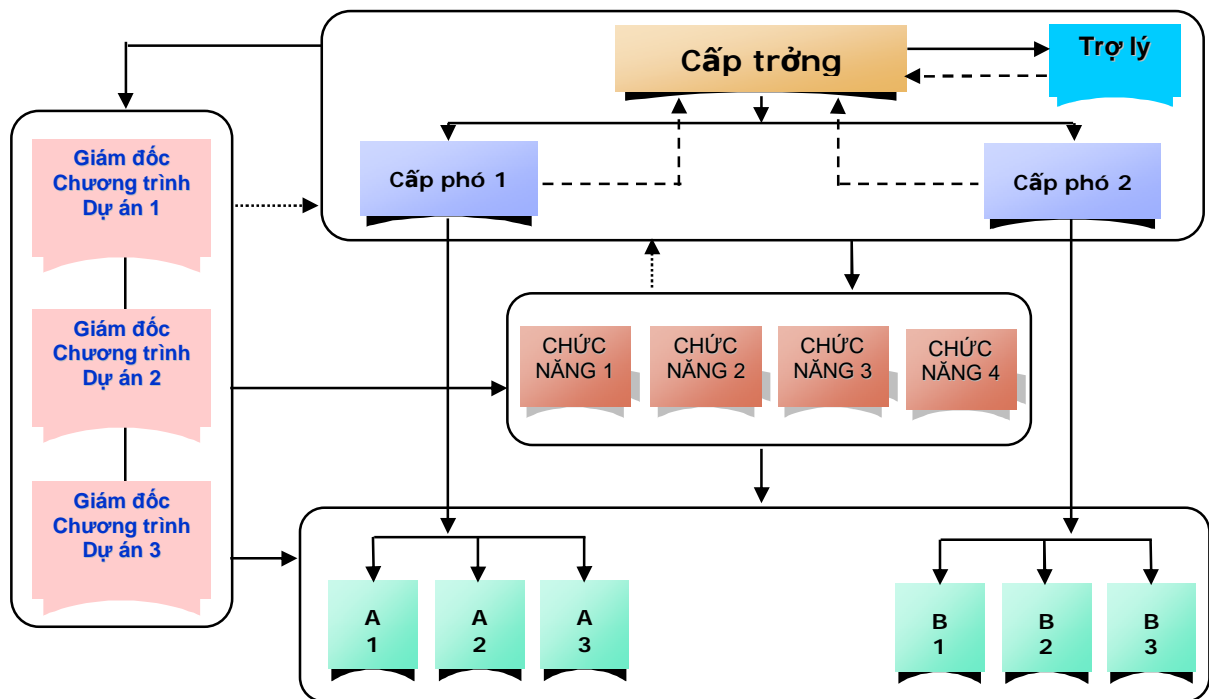 Cấp trởng
Trợ lý
Giám đốc
Chương trình
Dự án 1
Cấp phó 1
Cấp phó 2
Giám đốc
Chương trình
Dự án 2
CHỨC
NĂNG 1
CHỨC
NĂNG 2
CHỨC
NĂNG 3
CHỨC
NĂNG 4
Giám đốc
Chương trình
Dự án 3
A
1
A
2
A
3
B
1
B
2
B
3